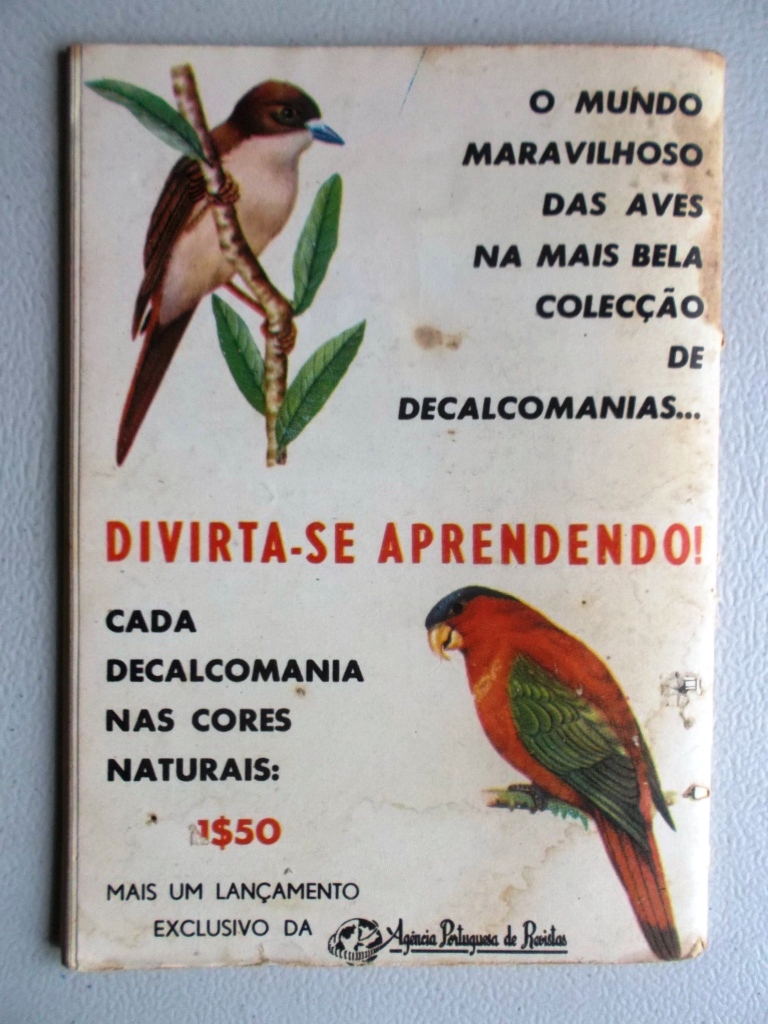 O MUNDO
MARAVILHOSO
DAS AVES
NA MAIS BELA
COLECÇÃO
DE
DECALCOMANIAS...
DIVIRTA-SE APRENDENDO!
CADA
DECALCOMANIA
NAS CORES
NATURAIS:
1$50
MAIS UM LANÇAMENTO
EXCLUSIVO DA
Agência Portuguesa de Revistas